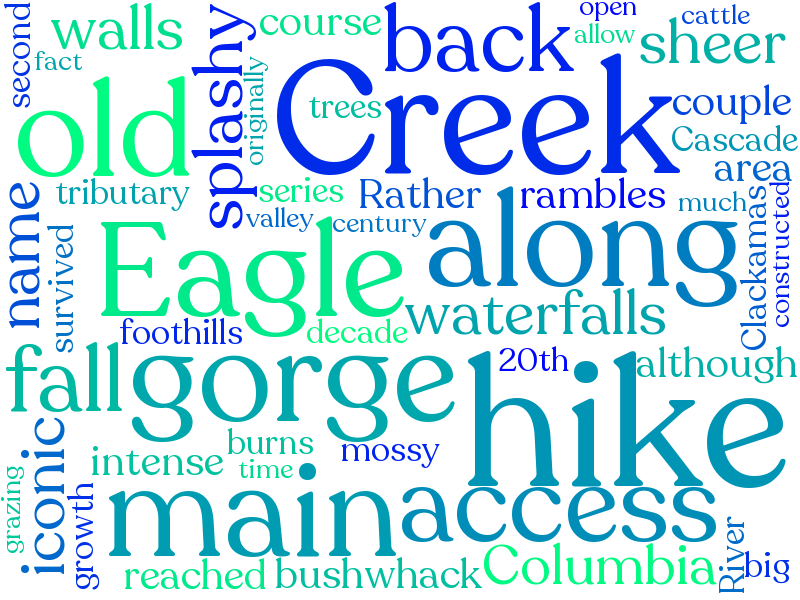 second
fact
walls
splashy
originally
course
back
open
allow
cattle
sheer
old
Creek
trees
couple
Cascade
area
name
tributary
series
valley
Rather
century
rambles
much
Clackamas
constructed
survived
Eagle
along
foothills
decade
waterfalls
fall
gorge
20th
hike
although
iconic
intense
burns
time
mossy
grazing
growth
main
access
reached
bushwhack
Columbia
River
big